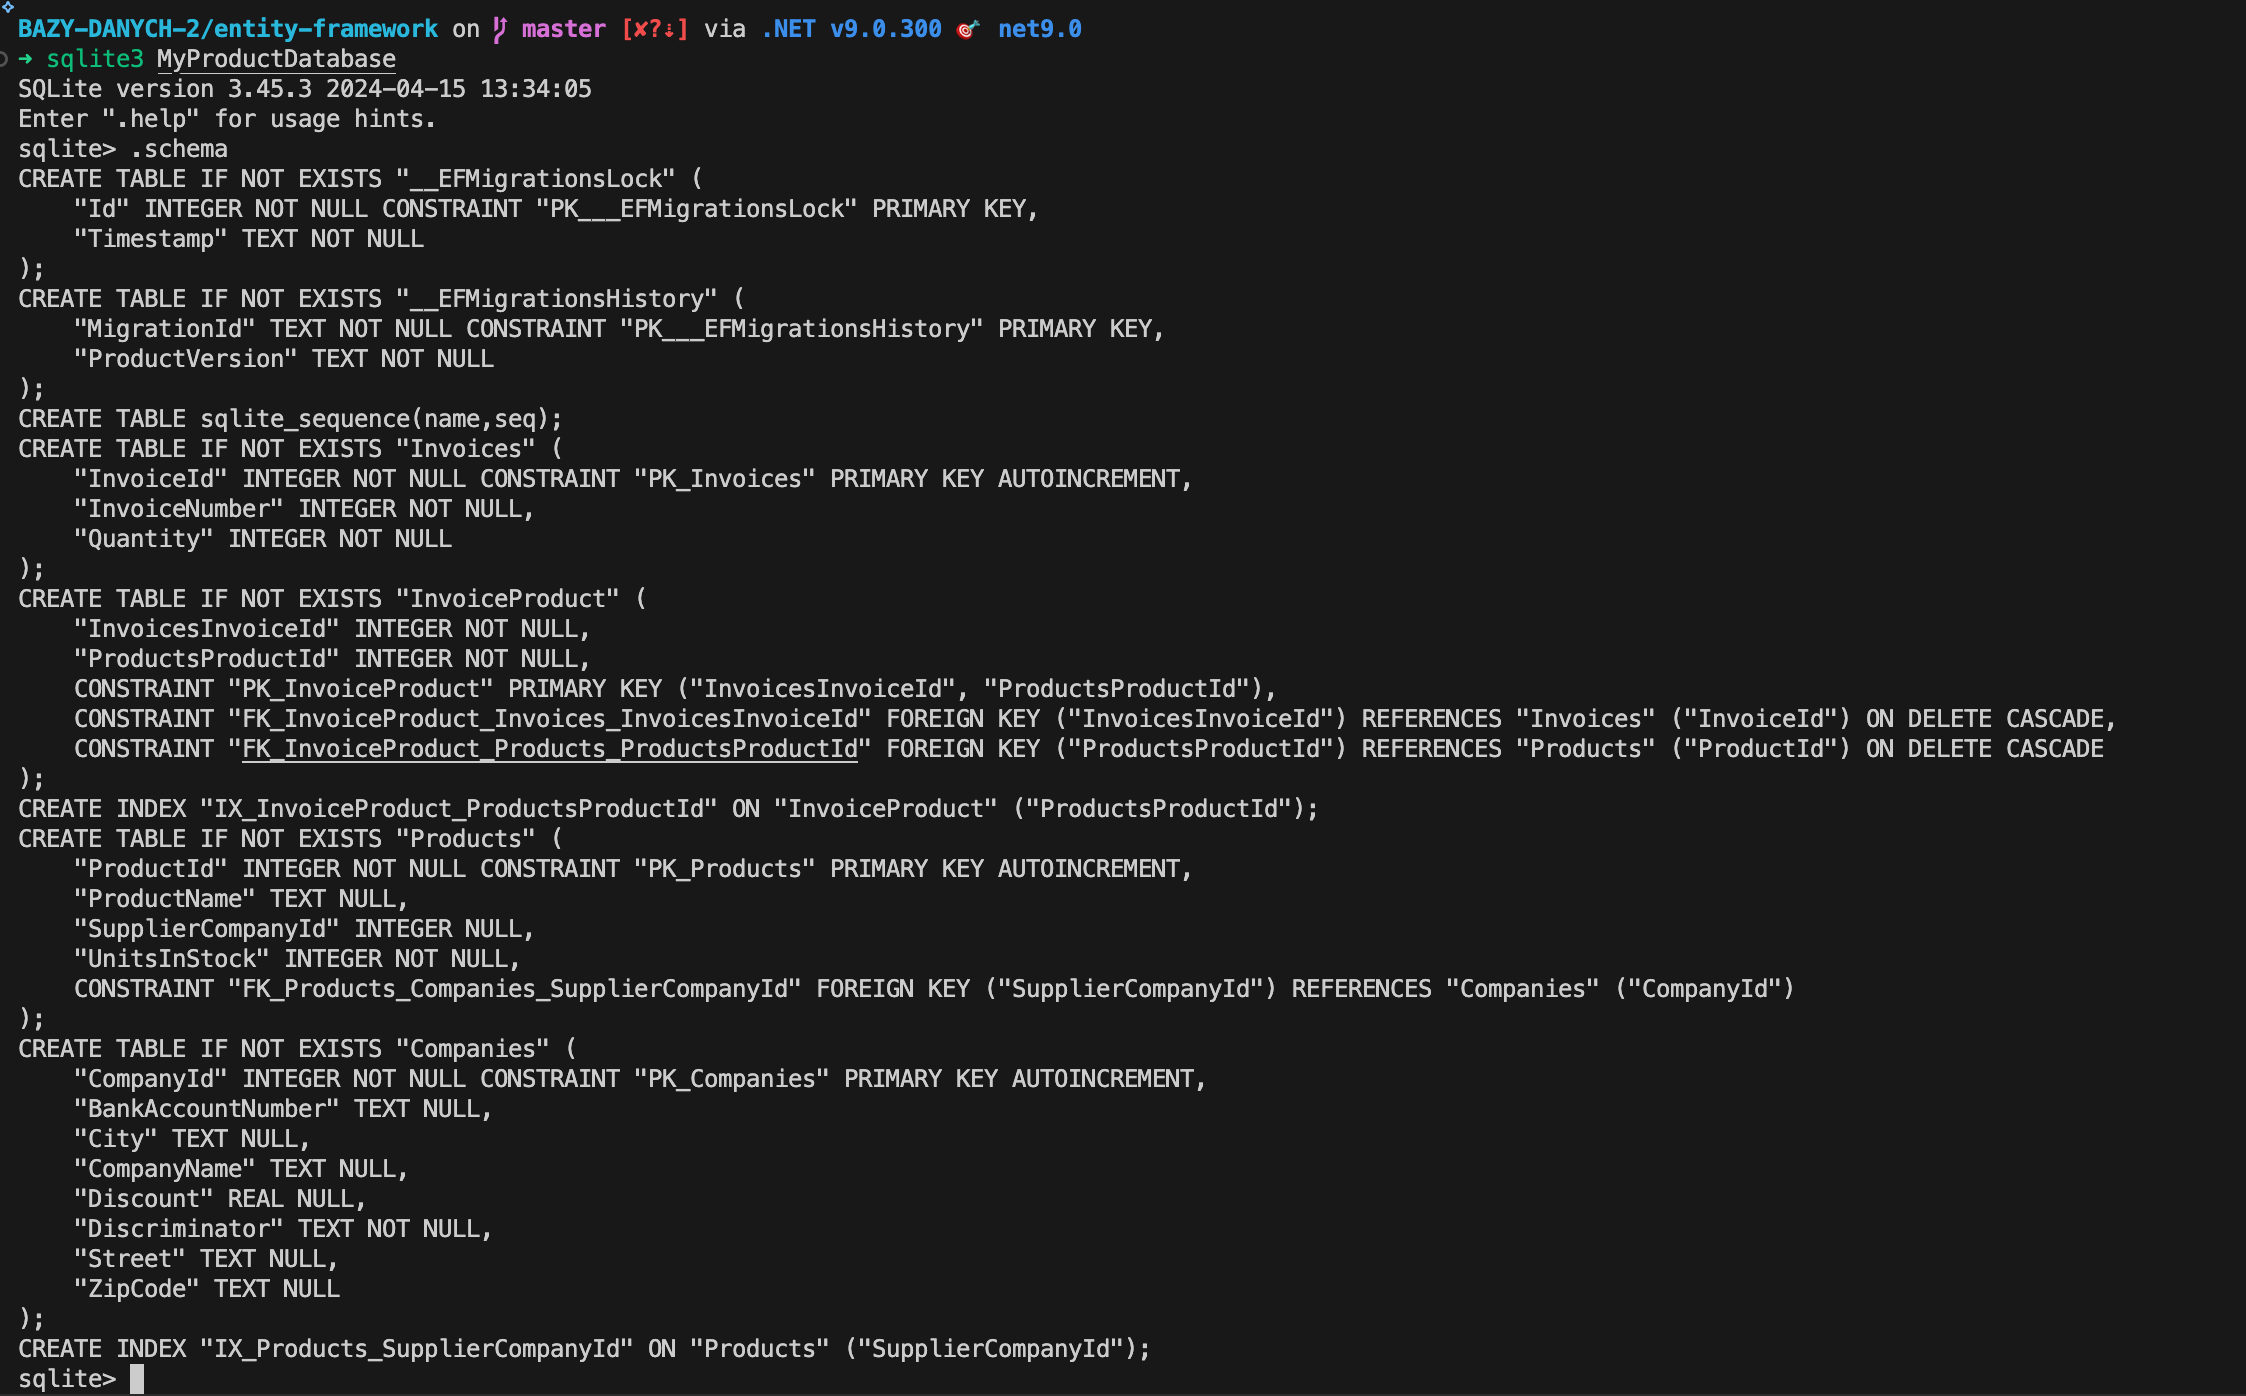 BAZY-DANYCH-2/entity-framework on master [✘?⇣] via .NET v9.0.300 🎯 net9.0
➜ sqlite3 MyProductDatabase
SQLite version 3.45.3 2024-04-15 13:34:05
Enter ".help" for usage hints.
sqlite> .schema
CREATE TABLE IF NOT EXISTS "__EFMigrationsLock" (
    "Id" INTEGER NOT NULL CONSTRAINT "PK___EFMigrationsLock" PRIMARY KEY,
    "Timestamp" TEXT NOT NULL
);
CREATE TABLE IF NOT EXISTS "__EFMigrationsHistory" (
    "MigrationId" TEXT NOT NULL CONSTRAINT "PK___EFMigrationsHistory" PRIMARY KEY,
    "ProductVersion" TEXT NOT NULL
);
CREATE TABLE sqlite_sequence(name,seq);
CREATE TABLE IF NOT EXISTS "Invoices" (
    "InvoiceId" INTEGER NOT NULL CONSTRAINT "PK_Invoices" PRIMARY KEY AUTOINCREMENT,
    "InvoiceNumber" INTEGER NOT NULL,
    "Quantity" INTEGER NOT NULL
);
CREATE TABLE IF NOT EXISTS "InvoiceProduct" (
    "InvoicesInvoiceId" INTEGER NOT NULL,
    "ProductsProductId" INTEGER NOT NULL,
    CONSTRAINT "PK_InvoiceProduct" PRIMARY KEY ("InvoicesInvoiceId", "ProductsProductId"),
    CONSTRAINT "FK_InvoiceProduct_Invoices_InvoicesInvoiceId" FOREIGN KEY ("InvoicesInvoiceId") REFERENCES "Invoices" ("InvoiceId") ON DELETE CASCADE,
    CONSTRAINT "FK_InvoiceProduct_Products_ProductsProductId" FOREIGN KEY ("ProductsProductId") REFERENCES "Products" ("ProductId") ON DELETE CASCADE
);
CREATE INDEX "IX_InvoiceProduct_ProductsProductId" ON "InvoiceProduct" ("ProductsProductId");
CREATE TABLE IF NOT EXISTS "Products" (
    "ProductId" INTEGER NOT NULL CONSTRAINT "PK_Products" PRIMARY KEY AUTOINCREMENT,
    "ProductName" TEXT NULL,
    "SupplierCompanyId" INTEGER NULL,
    "UnitsInStock" INTEGER NOT NULL,
    CONSTRAINT "FK_Products_Companies_SupplierCompanyId" FOREIGN KEY ("SupplierCompanyId") REFERENCES "Companies" ("CompanyId")
);
CREATE TABLE IF NOT EXISTS "Companies" (
    "CompanyId" INTEGER NOT NULL CONSTRAINT "PK_Companies" PRIMARY KEY AUTOINCREMENT,
    "BankAccountNumber" TEXT NULL,
    "City" TEXT NULL,
    "CompanyName" TEXT NULL,
    "Discount" REAL NULL,
    "Discriminator" TEXT NOT NULL,
    "Street" TEXT NULL,
    "ZipCode" TEXT NULL
);
CREATE INDEX "IX_Products_SupplierCompanyId" ON "Products" ("SupplierCompanyId");
sqlite>